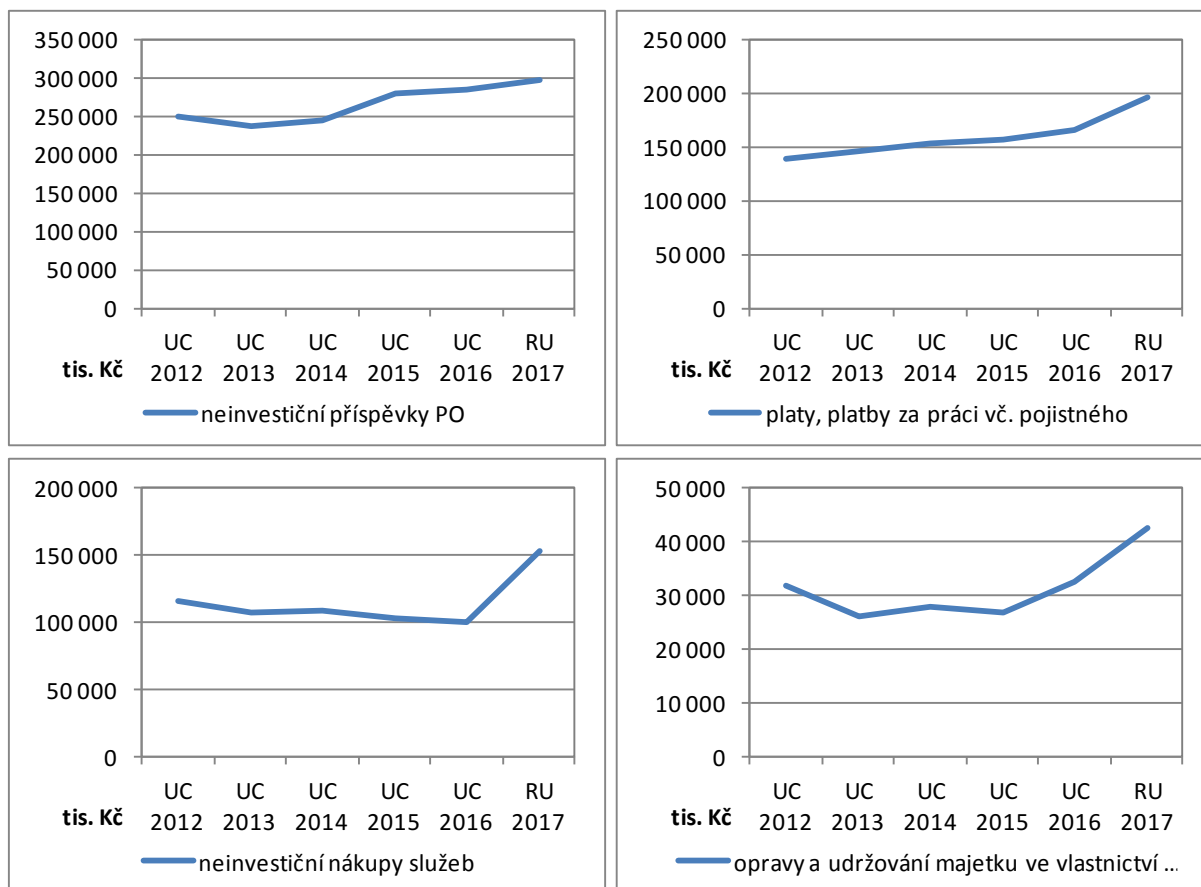 350 000
300 000
250 000
200 000
150 000
100 000
50 000
0
UC UC UC UC UC RU
tis. Kč 2012 2013 2014 2015 2016 2017
neinvestiční příspěvky PO
250 000
200 000
150 000
100 000
50 000
0
UC UC UC UC UC RU
tis. Kč 2012 2013 2014 2015 2016 2017
platy, platby za práci vč. pojistného
200 000
150 000
100 000
50 000
0
UC UC UC UC UC RU
tis. Kč 2012 2013 2014 2015 2016 2017
neinvestiční nákupy služeb
50 000
40 000
30 000
20 000
10 000
0
UC UC UC UC UC RU
tis. Kč 2012 2013 2014 2015 2016 2017
opravy a udržování majetku ve vlastnictví ...